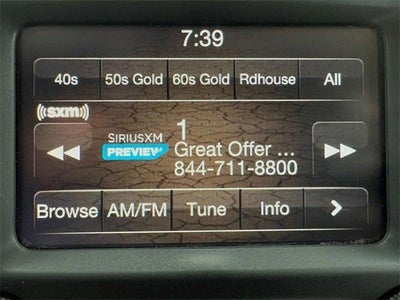 7:39
40s 50s Gold 60s Gold Rdhouse All
((sxm))
1
SIRIUSXM
PREVIEW
Great Offer ...
844-711-8800
Browse AM/FM Tune Info >